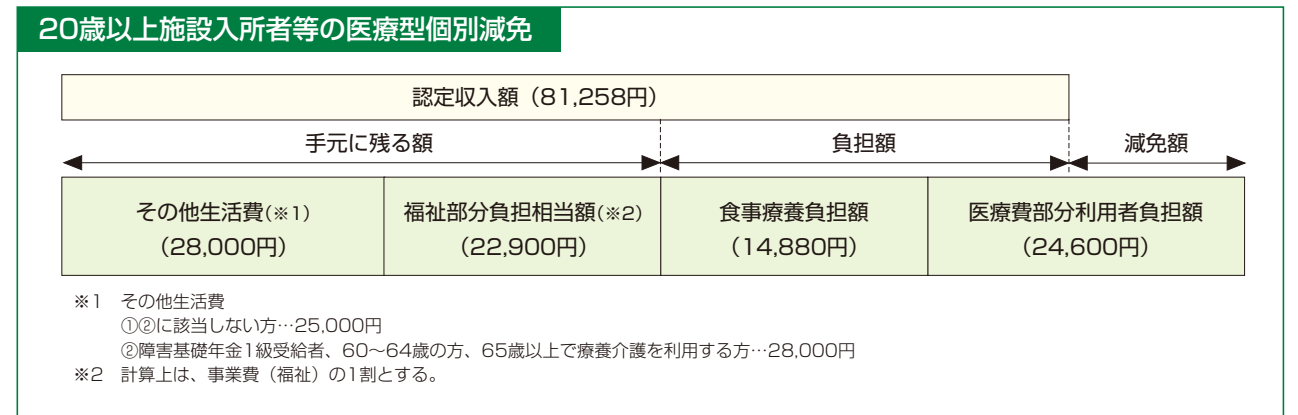 20歳以上施設入所者等の医療型個別減免
認定収入額（81,258円）
手元に残る額 負担額 減免額
その他生活費(※1) 福祉部分負担相当額(※2) 食事療養負担額 医療費部分利用者負担額
（28,000円） （22,900円） （14,880円） （24,600円）
※1 その他生活費
①②に該当しない方…25,000円
②障害基礎年金1級受給者、60～64歳の方、65歳以上で療養介護を利用する方…28,000円
※2 計算上は、事業費（福祉）の1割とする。